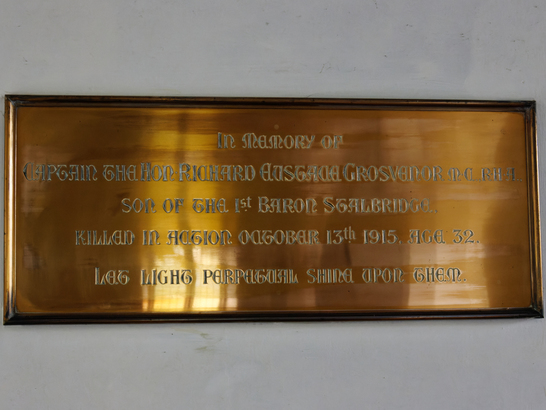 In Memory of
Captain the Hon Richard Eustace Grosvenor M.C. R.H.A.
son of the 1st Baron Stalbridge.
killed in action October 13th 1915. age 32.
Let light perpetual shine upon them.